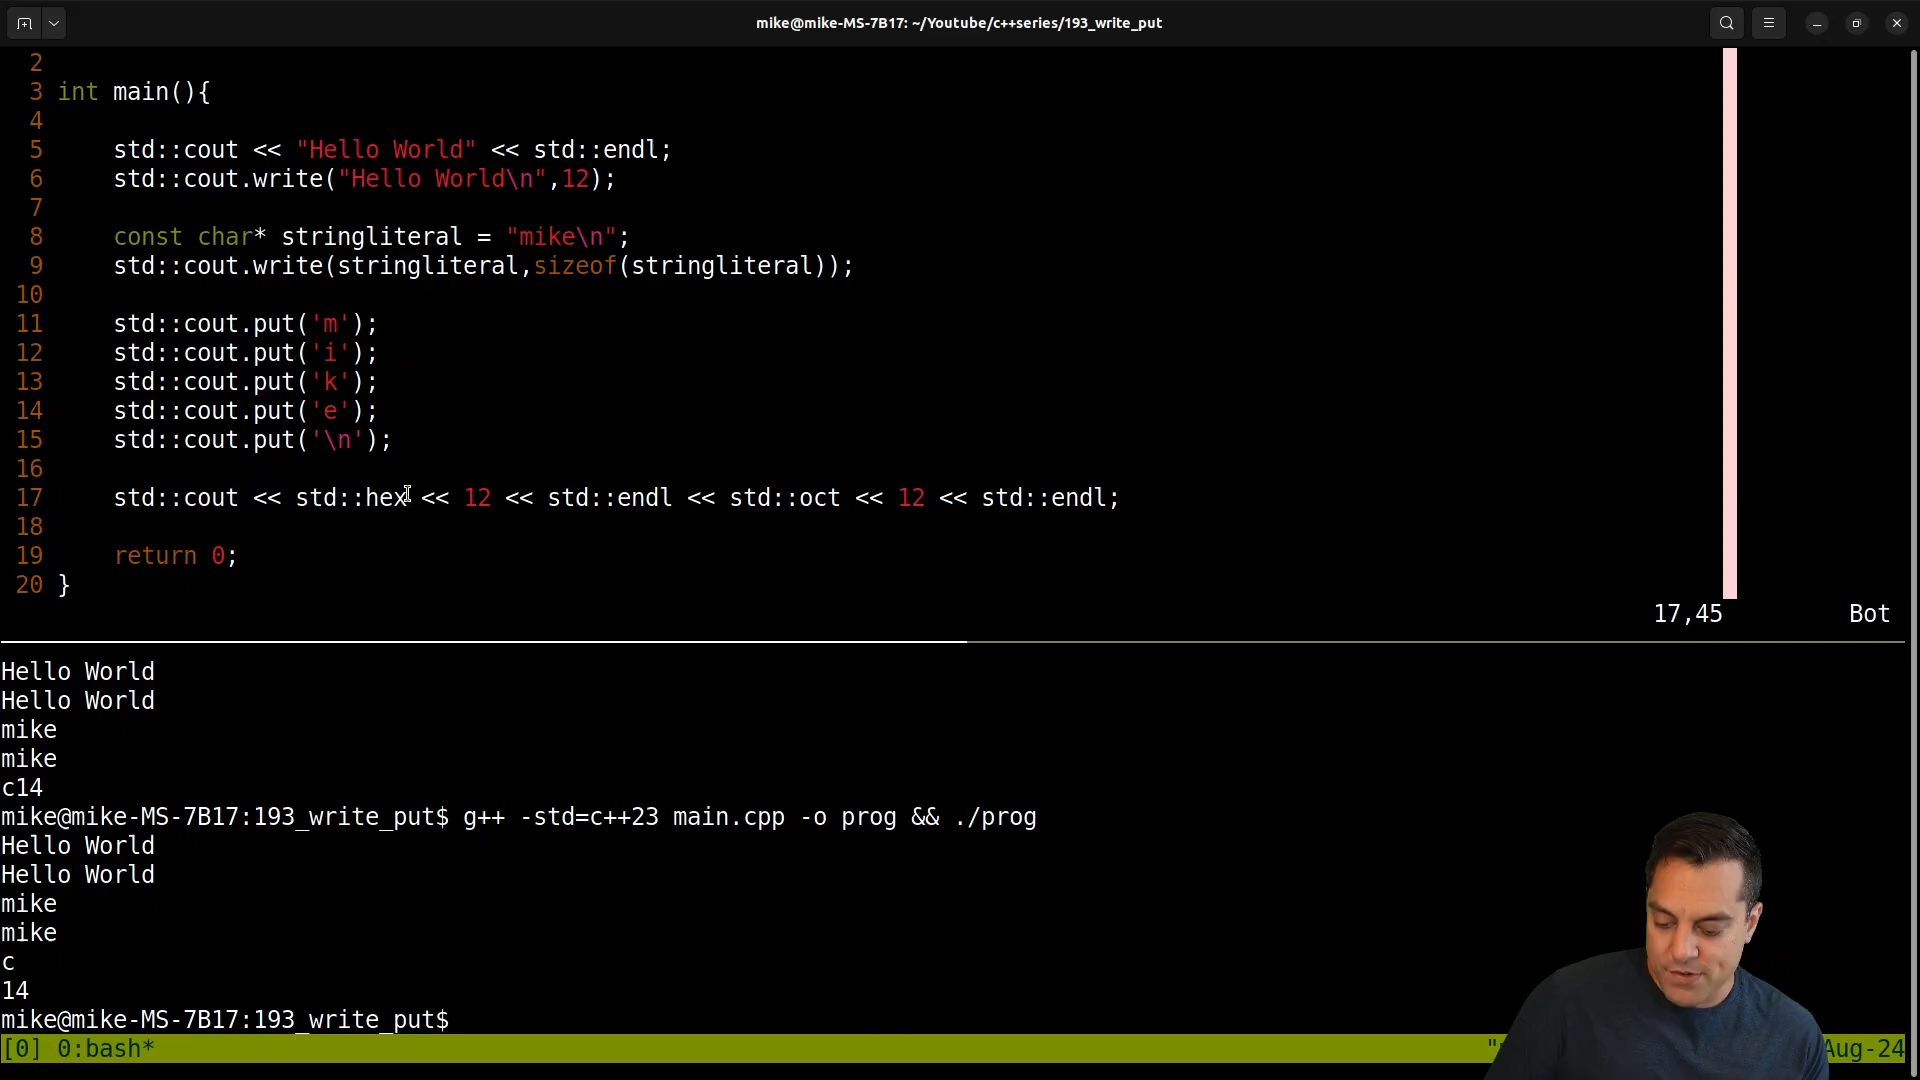 mike@mike-MS-7B17: ~/Youtube/c++series/193_write_put
2
3 int main(){
4
5     std::cout << "Hello World" << std::endl;
6     std::cout.write("Hello World\n",12);
7
8     const char* stringliteral = "mike\n";
9     std::cout.write(stringliteral,sizeof(stringliteral));
10
11     std::cout.put('m');
12     std::cout.put('i');
13     std::cout.put('k');
14     std::cout.put('e');
15     std::cout.put('\n');
16
17     std::cout << std::hex << 12 << std::endl << std::oct << 12 << std::endl;
18
19     return 0;
20 }
17,45 Bot
Hello World
Hello World
mike
mike
c14
mike@mike-MS-7B17:193_write_put$ g++ -std=c++23 main.cpp -o prog && ./prog
Hello World
Hello World
mike
mike
c
14
mike@mike-MS-7B17:193_write_put$
[0] 0:bash* Aug-24